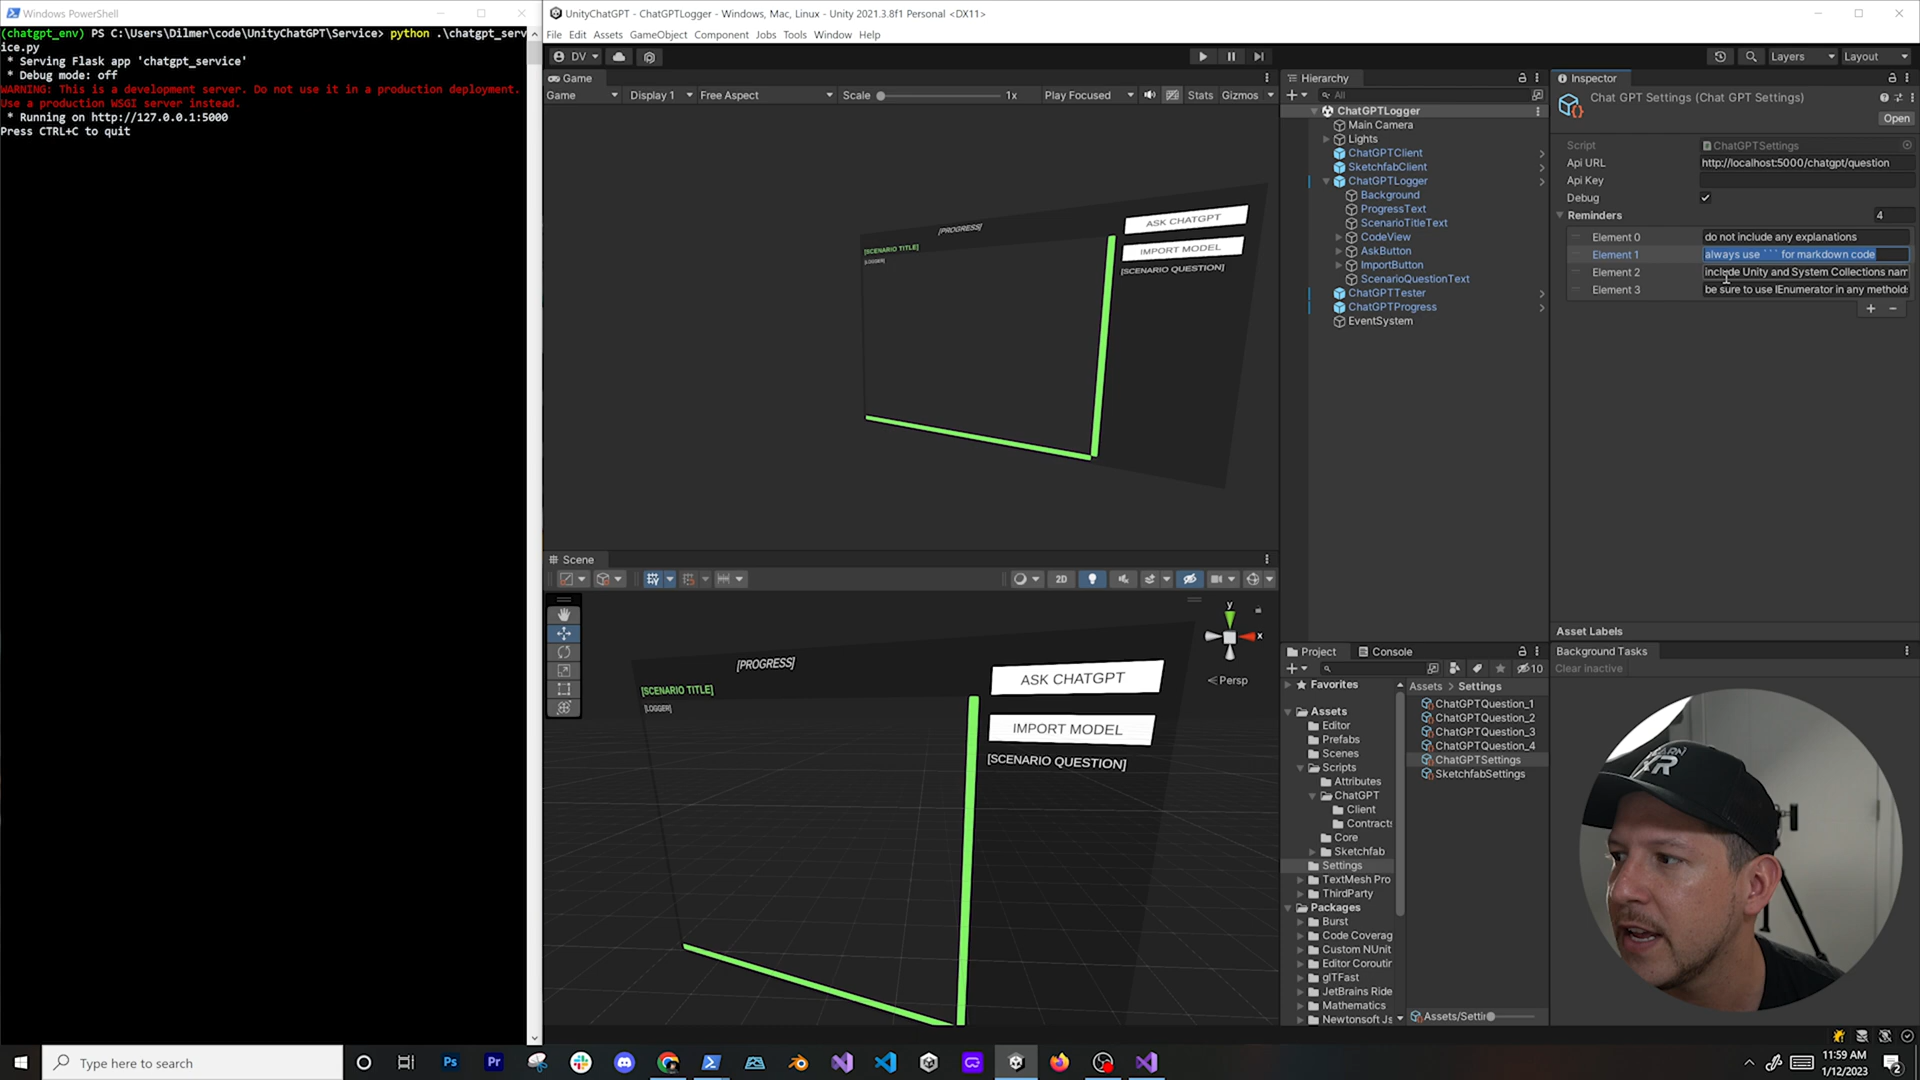 Windows PowerShell
(chatgpt_env) PS C:\Users\Dilmer\code\UnityChatGPT\Service> python .\chatgpt_serv
ice.py
* Serving Flask app 'chatgpt_service'
* Debug mode: off
WARNING: This is a development server. Do not use it in a production deployment.
Use a production WSGI server instead.
* Running on http://127.0.0.1:5000
Press CTRL+C to quit
UnityChatGPT - ChatGPTLogger - Windows, Mac, Linux - Unity 2021.3.8f1 Personal <DX11>
File Edit Assets GameObject Component Jobs Tools Window Help
DV Layers Layout
Game
Game Display 1 Free Aspect Scale 1x Play Focused Stats Gizmos
[PROGRESS]
[SCENARIO TITLE]
[LOGGER]
ASK CHATGPT
IMPORT MODEL
[SCENARIO QUESTION]
Scene
2D
[PROGRESS]
[SCENARIO TITLE]
[LOGGER]
ASK CHATGPT
IMPORT MODEL
[SCENARIO QUESTION]
y
x
Persp
Hierarchy
All
ChatGPTLogger
Main Camera
Lights
ChatGPTClient
SketchfabClient
ChatGPTLogger
Background
ProgressText
ScenarioTitleText
CodeView
AskButton
ImportButton
ScenarioQuestionText
ChatGPTTester
ChatGPTProgress
EventSystem
Inspector
Chat GPT Settings (Chat GPT Settings)
Open
Script ChatGPTSettings
Api URL http://localhost:5000/chatgpt/question
Api Key
Debug
Reminders 4
Element 0 do not include any explanations
Element 1 always use ``` for markdown code
Element 2 include Unity and System Collections nam
Element 3 be sure to use IEnumerator in any metholds
Asset Labels
Background Tasks
Clear inactive
Project Console
10
Favorites
Assets
Editor
Prefabs
Scenes
Scripts
Attributes
ChatGPT
Client
Contracts
Core
Sketchfab
Settings
TextMesh Pro
ThirdParty
Packages
Burst
Code Coverag
Custom NUnit
Editor Coroutir
glTFast
JetBrains Ride
Mathematics
Newtonsoft Js
Assets > Settings
ChatGPTQuestion_1
ChatGPTQuestion_2
ChatGPTQuestion_3
ChatGPTQuestion_4
ChatGPTSettings
SketchfabSettings
Assets/Settin
Type here to search
Ps
Pr
11:59 AM
1/12/2023
2